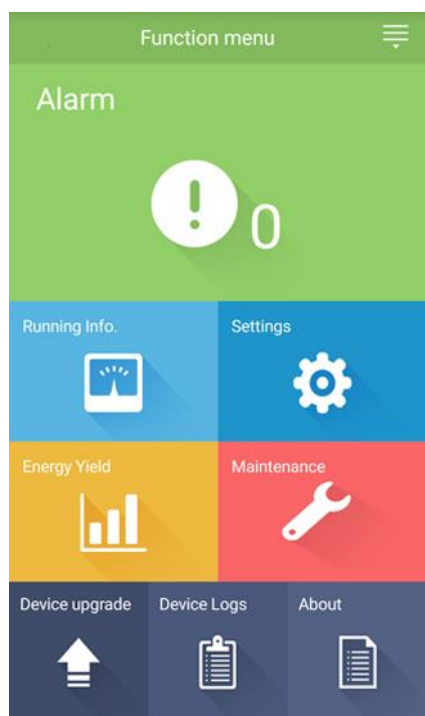 Function menu
Alarm
0
Running Info.
Settings
Energy Yield
Maintenance
Device upgrade
Device Logs
About